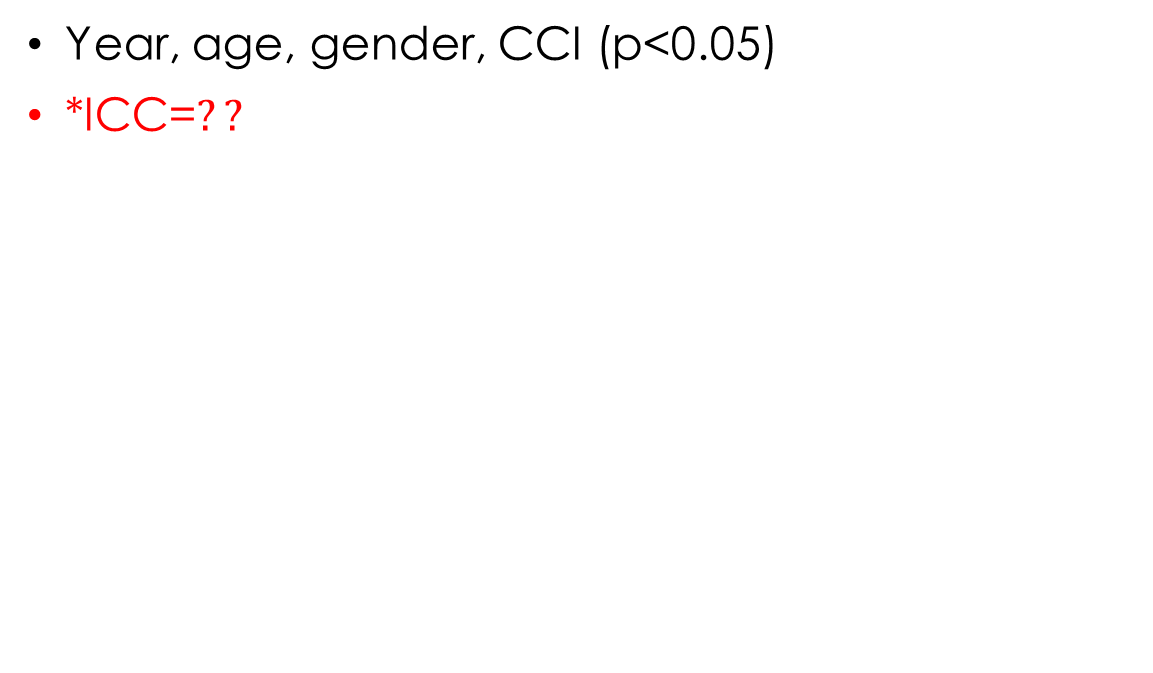 • Year, age, gender, CCI (p<0.05)
• *ICC=??